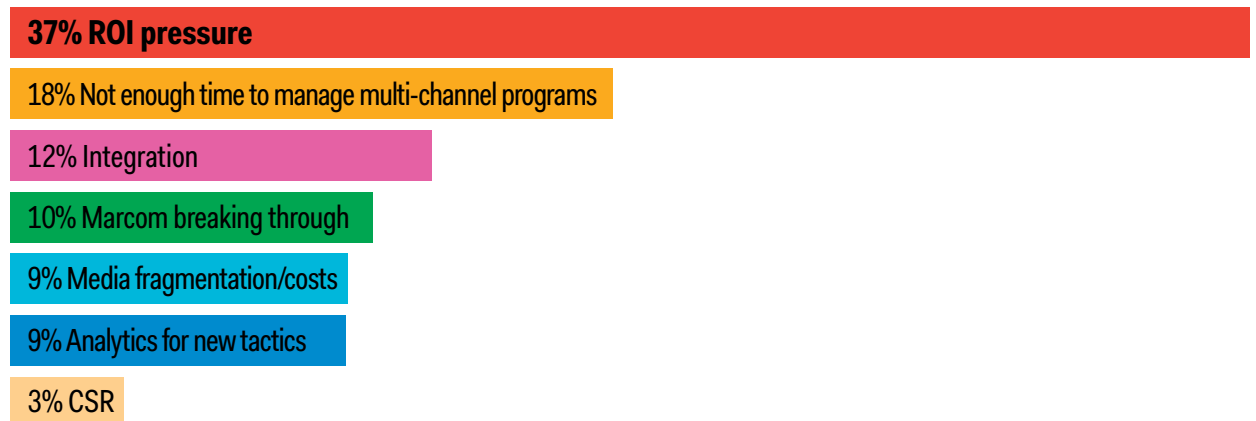 37% ROI pressure
18% Not enough time to manage multi-channel programs
12% Integration
10% Marcom breaking through
9% Media fragmentation/costs
9% Analytics for new tactics
3% CSR